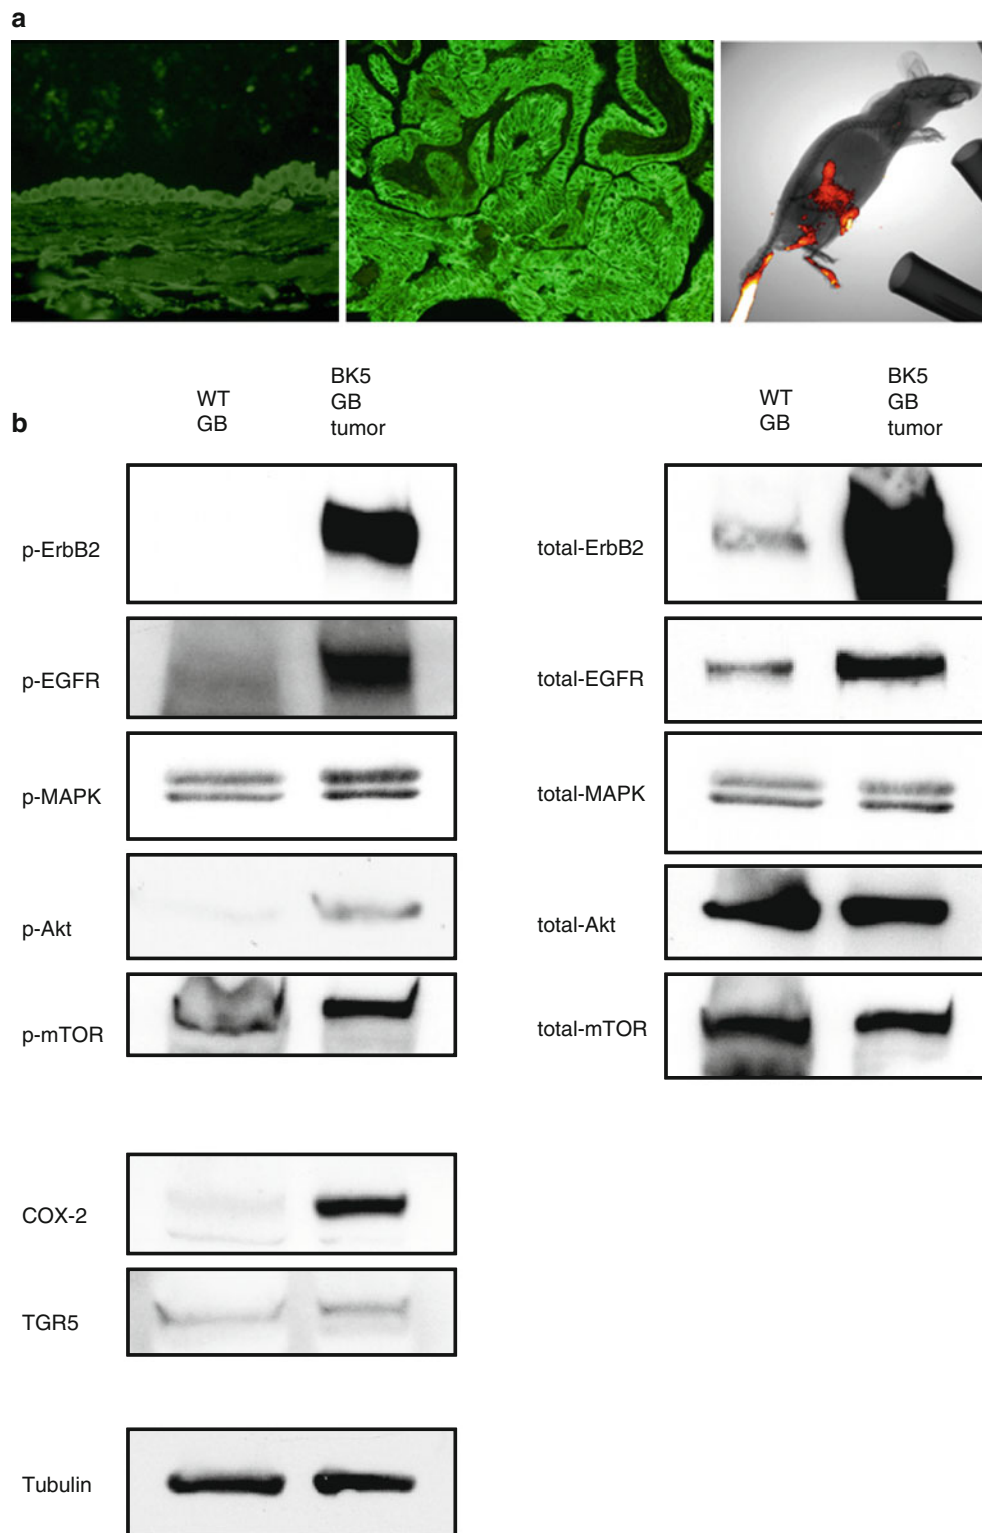 a
b
WT
GB
BK5
GB
tumor
WT
GB
BK5
GB
tumor
p-ErbB2
total-ErbB2
p-EGFR
total-EGFR
p-MAPK
total-MAPK
p-Akt
total-Akt
p-mTOR
total-mTOR
COX-2
TGR5
Tubulin